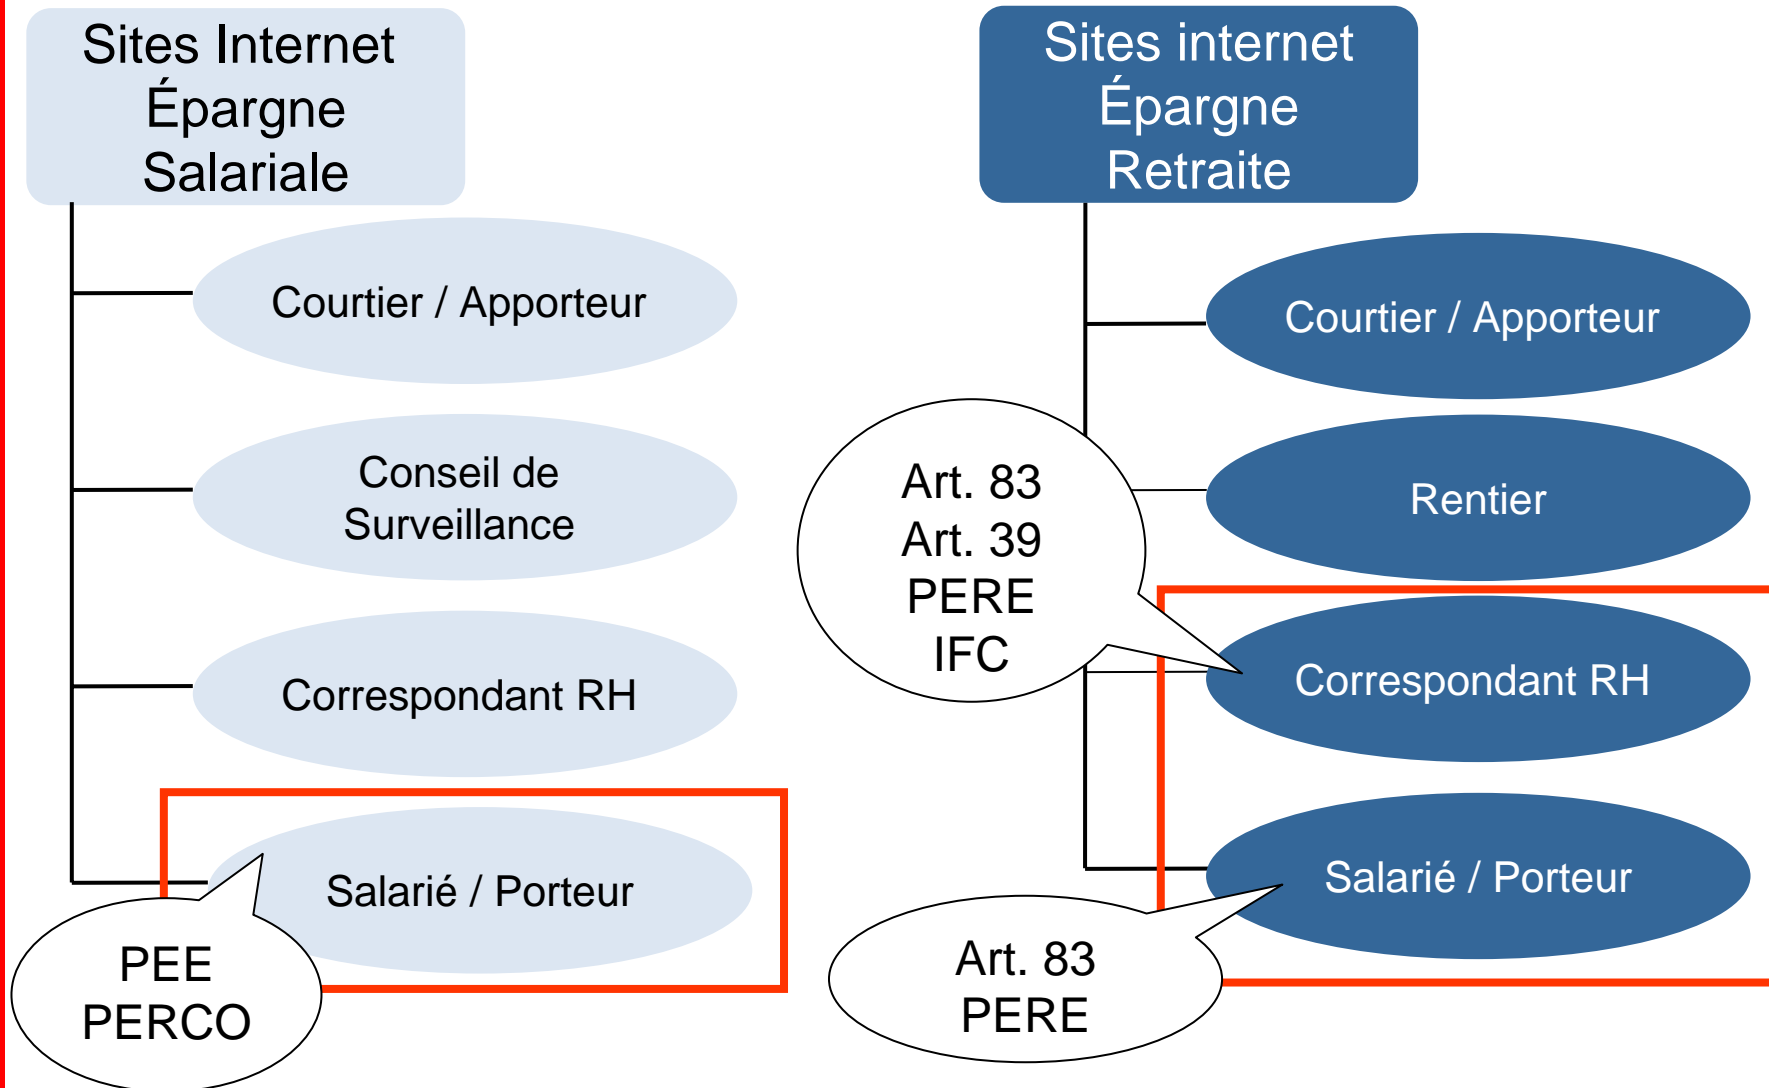 Sites Internet
Épargne
Salariale
Courtier / Apporteur
Conseil de
Surveillance
Correspondant RH
Salarié / Porteur
PEE
PERCO
Sites internet
Épargne
Retraite
Courtier / Apporteur
Rentier
Art. 83
Art. 39
PERE
IFC
Correspondant RH
Salarié / Porteur
Art. 83
PERE